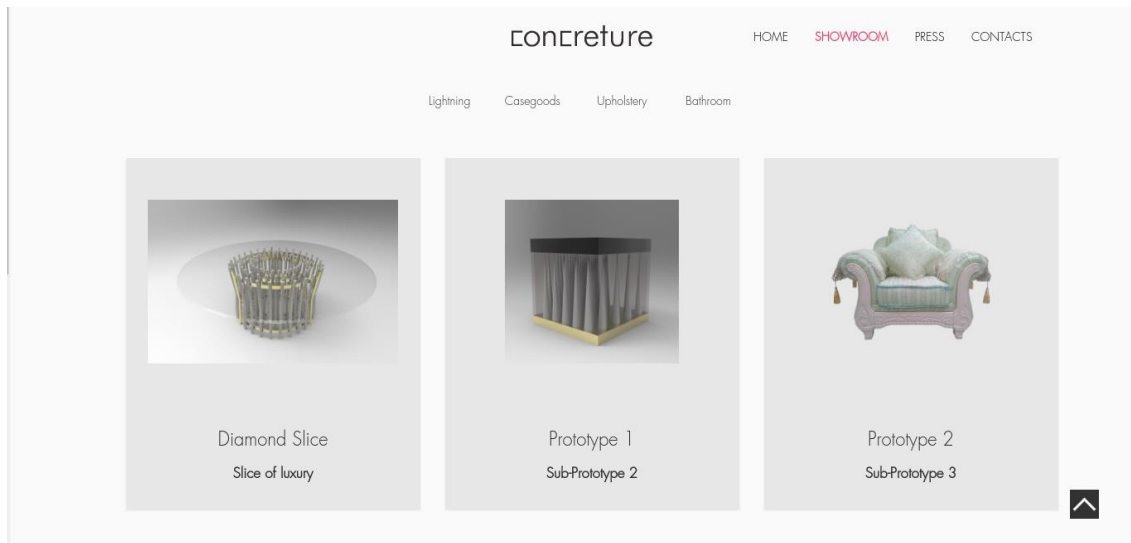 concreture
HOME SHOWROOM PRESS CONTACTS
Lightning Casegoods Upholstery Bathroom
Diamond Slice
Slice of luxury
Prototype 1
Sub-Prototype 2
Prototype 2
Sub-Prototype 3